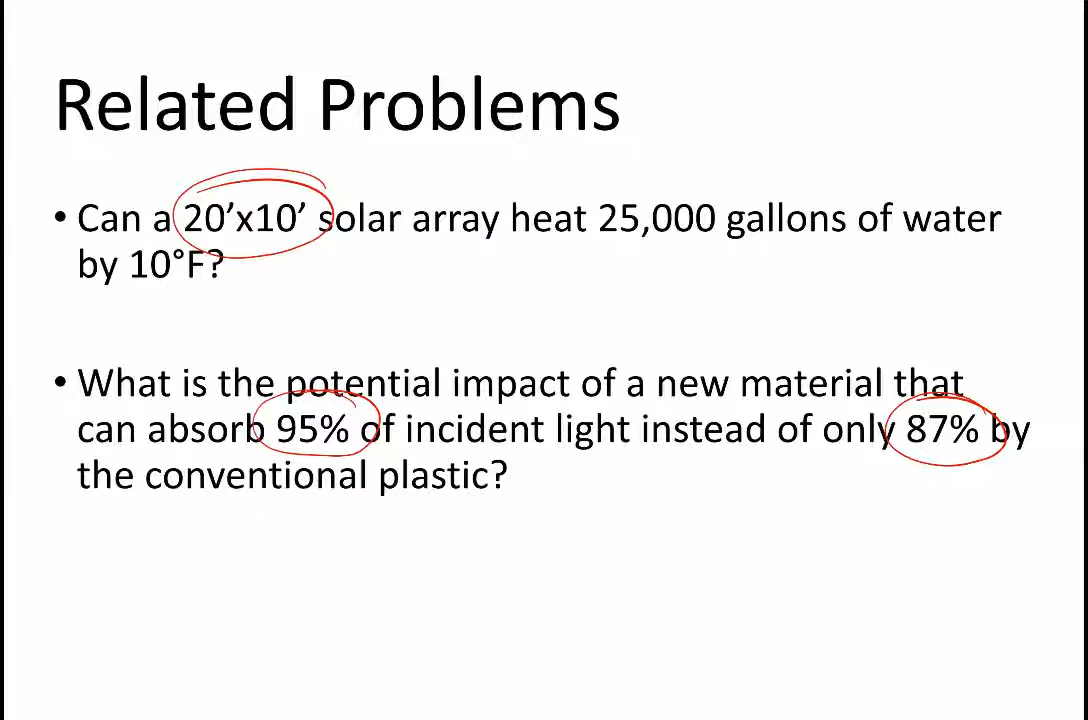 Related Problems
• Can a 20’x10’ solar array heat 25,000 gallons of water
by 10°F?
• What is the potential impact of a new material that
can absorb 95% of incident light instead of only 87% by
the conventional plastic?